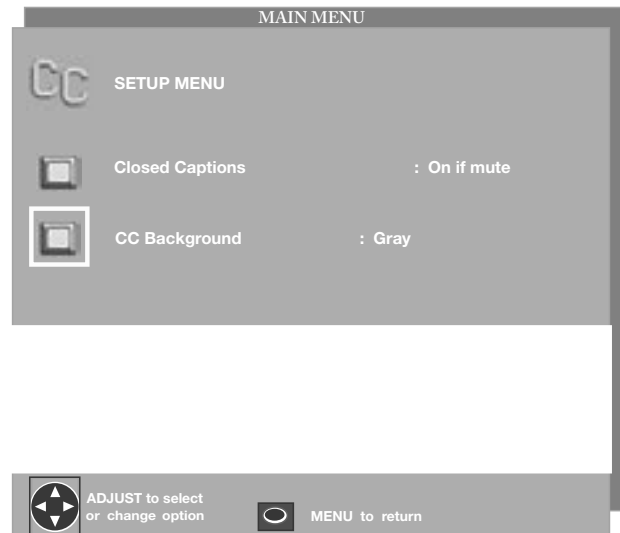 MAIN MENU
CC SETUP MENU
Closed Captions : On if mute
CC Background : Gray
ADJUST to select
or change option
MENU to return